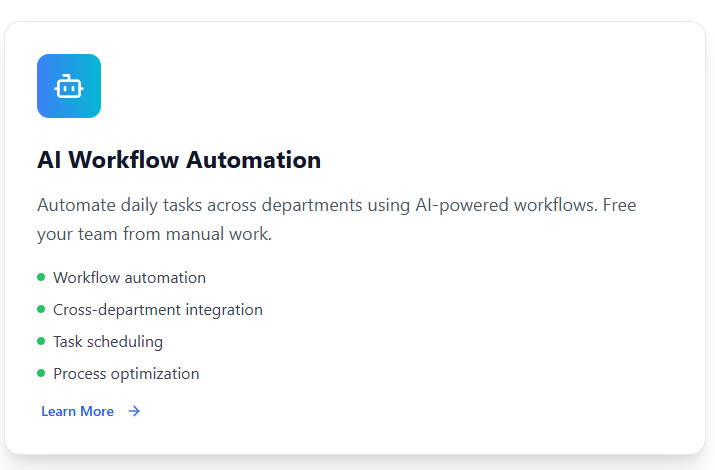 AI Workflow Automation
Automate daily tasks across departments using AI-powered workflows. Free
your team from manual work.
Workflow automation
Cross-department integration
Task scheduling
Process optimization
Learn More